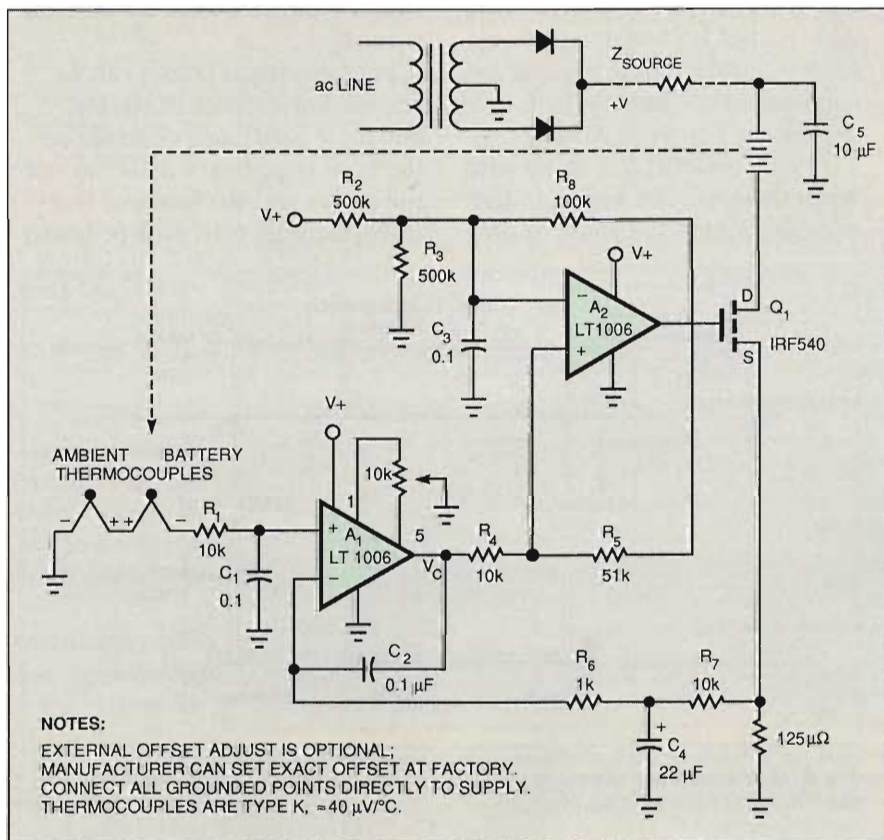 ac LINE
Z SOURCE
+V
C5
10 µF
R2
500k
R8
100k
V+
R3
500k
V+
A2
LT1006
−
+
D
Q1
IRF540
S
C3
0.1
V+
AMBIENT BATTERY
THERMOCOUPLES
− + + −
R1
10k
1
10k
+
A1
5
LT 1006
−
VC
R4
10k
R5
51k
C1
0.1
C2
0.1 µF
R6
1k
R7
10k
+
C4
22 µF
125µΩ
NOTES:
EXTERNAL OFFSET ADJUST IS OPTIONAL;
MANUFACTURER CAN SET EXACT OFFSET AT FACTORY.
CONNECT ALL GROUNDED POINTS DIRECTLY TO SUPPLY.
THERMOCOUPLES ARE TYPE K, ≈40 µV/°C.